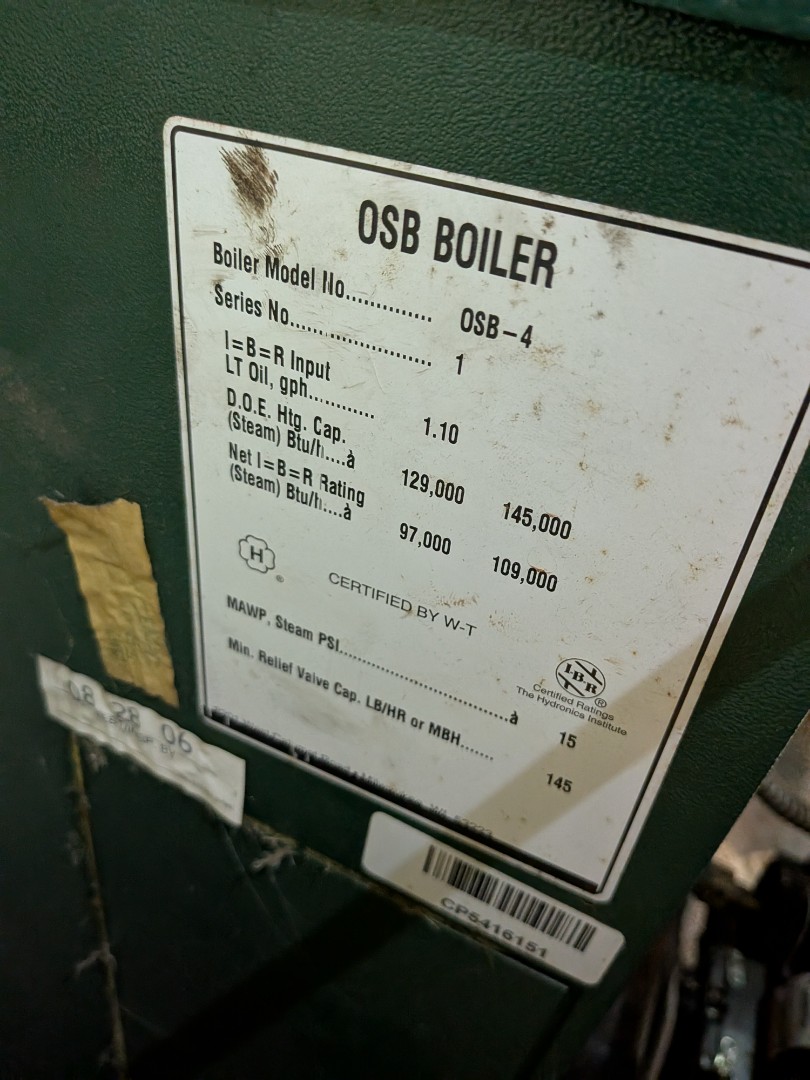 OSB BOILER
Boiler Model No.............. OSB-4
Series No....................... 1
I=B=R Input
LT Oil, gph............ 1.10
D.O.E. Htg. Cap.
(Steam) Btu/h....à 129,000 145,000
Net I=B=R Rating
(Steam) Btu/h....à 97,000 109,000
H ®
CERTIFIED BY W-T
I=B=R ®
Certified Ratings
The Hydronics Institute
MAWP, Steam PSI..............................à 15
Min. Relief Valve Cap. LB/HR or MBH....... 145
08 28 06
BY
53223
CP5416151